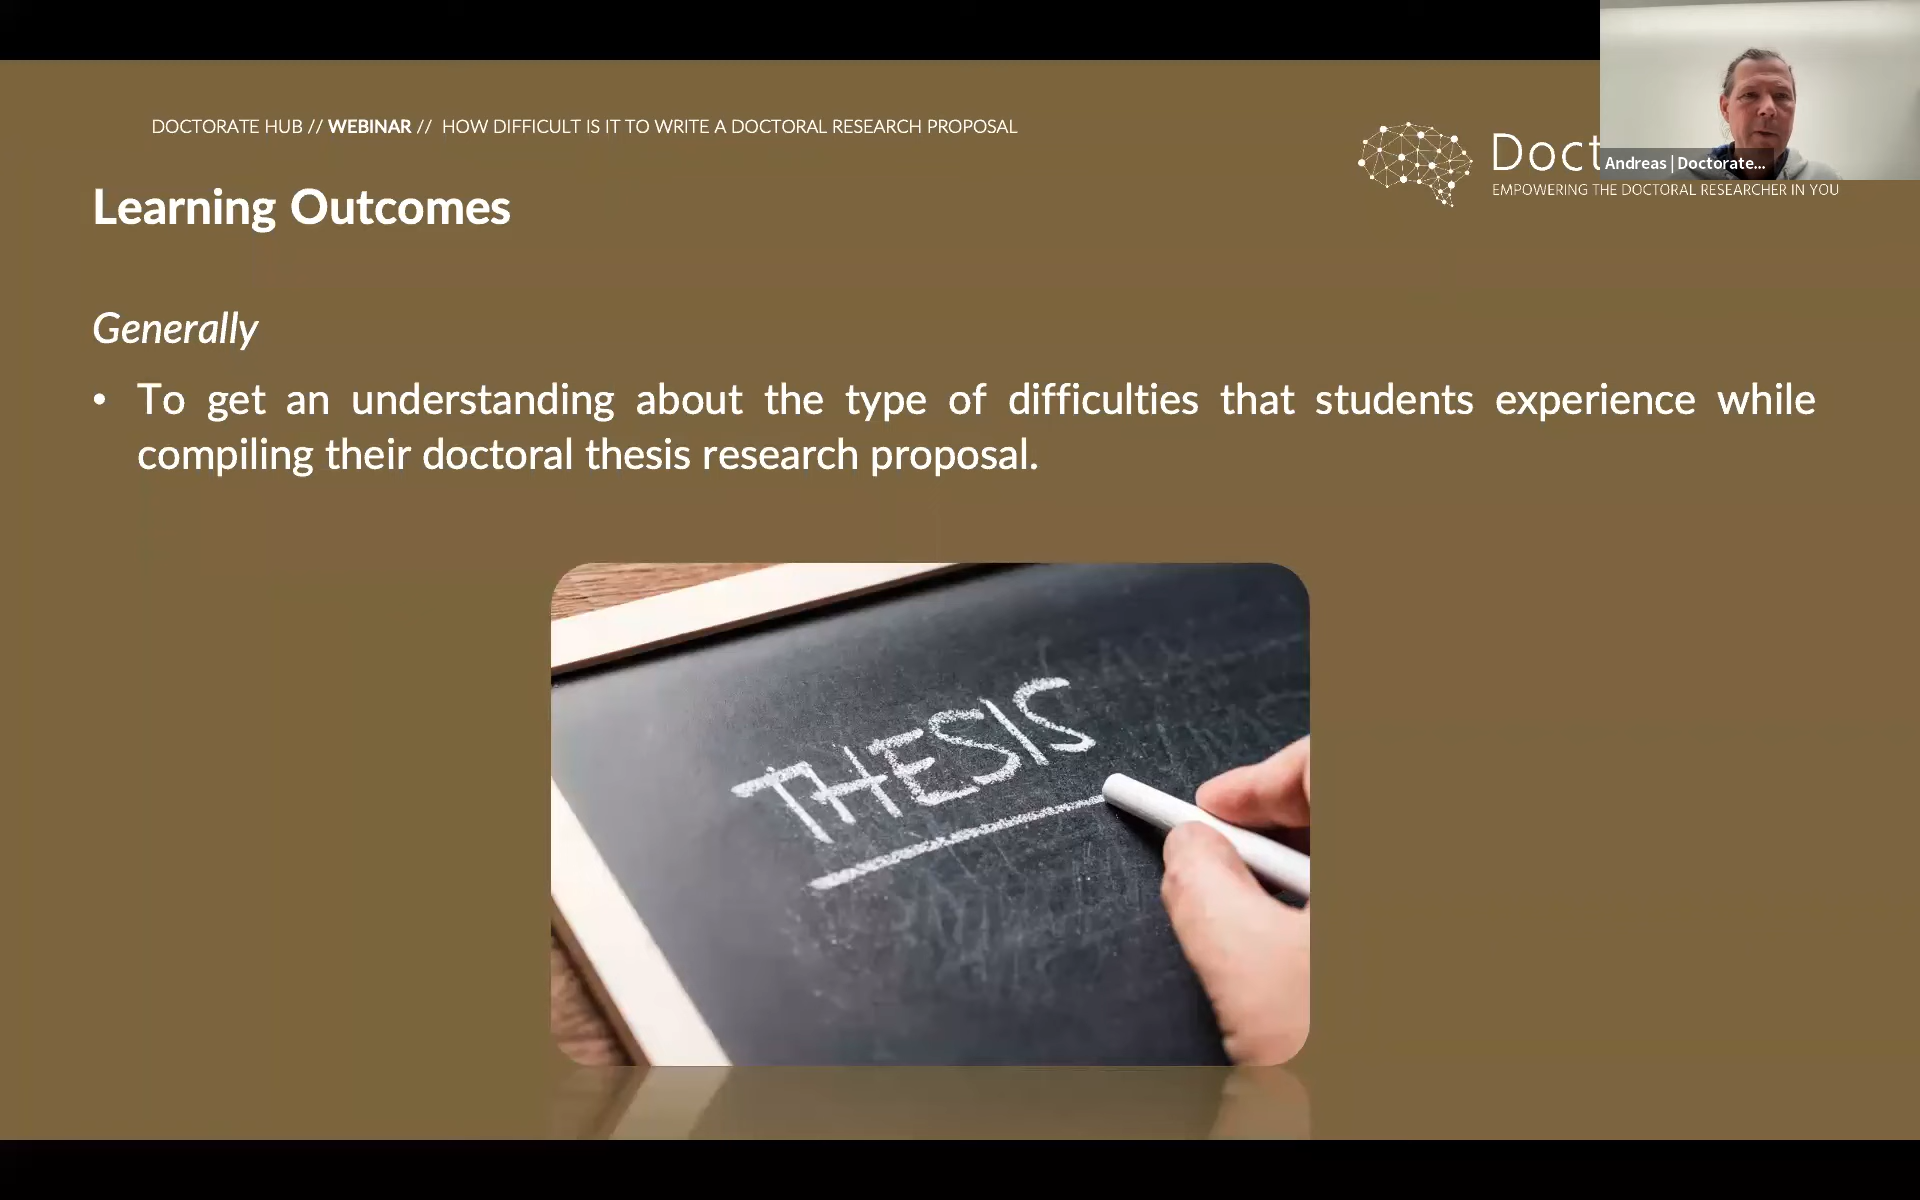 DOCTORATE HUB // WEBINAR // HOW DIFFICULT IS IT TO WRITE A DOCTORAL RESEARCH PROPOSAL
Doct
Andreas | Doctorate...
EMPOWERING THE DOCTORAL RESEARCHER IN YOU
Learning Outcomes
Generally
• To get an understanding about the type of difficulties that students experience while
compiling their doctoral thesis research proposal.
THESIS